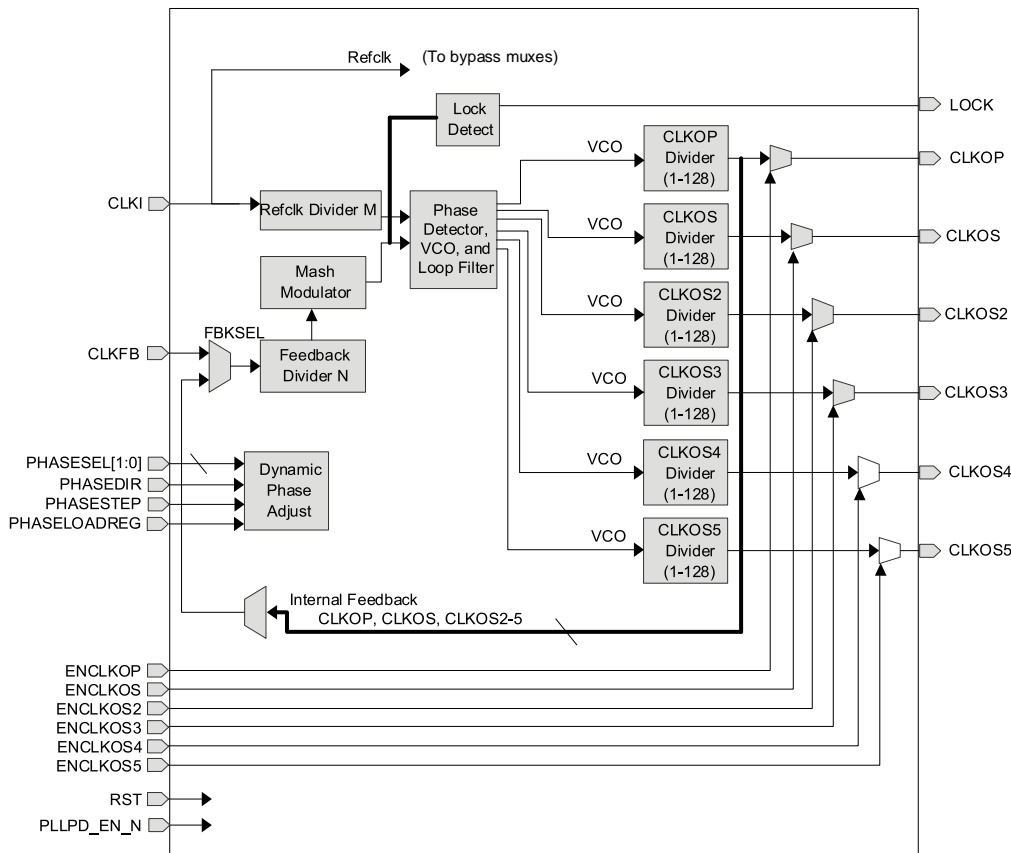 Refclk
(To bypass muxes)
Lock
Detect
LOCK
VCO
CLKOP
Divider
(1-128)
CLKOP
CLKI
Refclk Divider M
Phase
Detector,
VCO, and
Loop Filter
VCO
CLKOS
Divider
(1-128)
CLKOS
Mash
Modulator
VCO
CLKOS2
Divider
(1-128)
CLKOS2
FBKSEL
CLKFB
Feedback
Divider N
VCO
CLKOS3
Divider
(1-128)
CLKOS3
PHASESEL[1:0]
PHASEDIR
PHASESTEP
PHASELOADREG
Dynamic
Phase
Adjust
VCO
CLKOS4
Divider
(1-128)
CLKOS4
VCO
CLKOS5
Divider
(1-128)
CLKOS5
Internal Feedback
CLKOP, CLKOS, CLKOS2-5
ENCLKOP
ENCLKOS
ENCLKOS2
ENCLKOS3
ENCLKOS4
ENCLKOS5
RST
PLLPD_EN_N